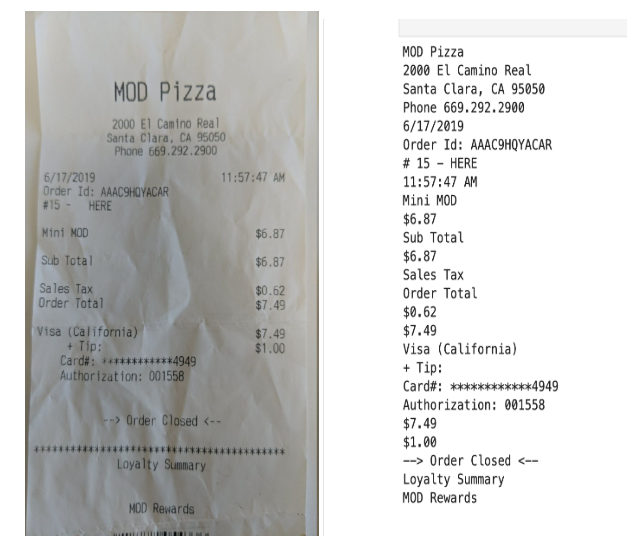 MOD Pizza
2000 El Camino Real
Santa Clara, CA 95050
Phone 669.292.2900
6/17/2019 11:57:47 AM
Order Id: AAAC9HQYACAR
#15 - HERE
Mini MOD $6.87
Sub Total $6.87
Sales Tax $0.62
Order Total $7.49
Visa (California) $7.49
+ Tip: $1.00
Card#: ************4949
Authorization: 001558
--> Order Closed <--
******************************************
Loyalty Summary
MOD Rewards
MOD Pizza
2000 El Camino Real
Santa Clara, CA 95050
Phone 669.292.2900
6/17/2019
Order Id: AAAC9HQYACAR
# 15 – HERE
11:57:47 AM
Mini MOD
$6.87
Sub Total
$6.87
Sales Tax
Order Total
$0.62
$7.49
Visa (California)
+ Tip:
Card#: ************4949
Authorization: 001558
$7.49
$1.00
--> Order Closed <--
Loyalty Summary
MOD Rewards